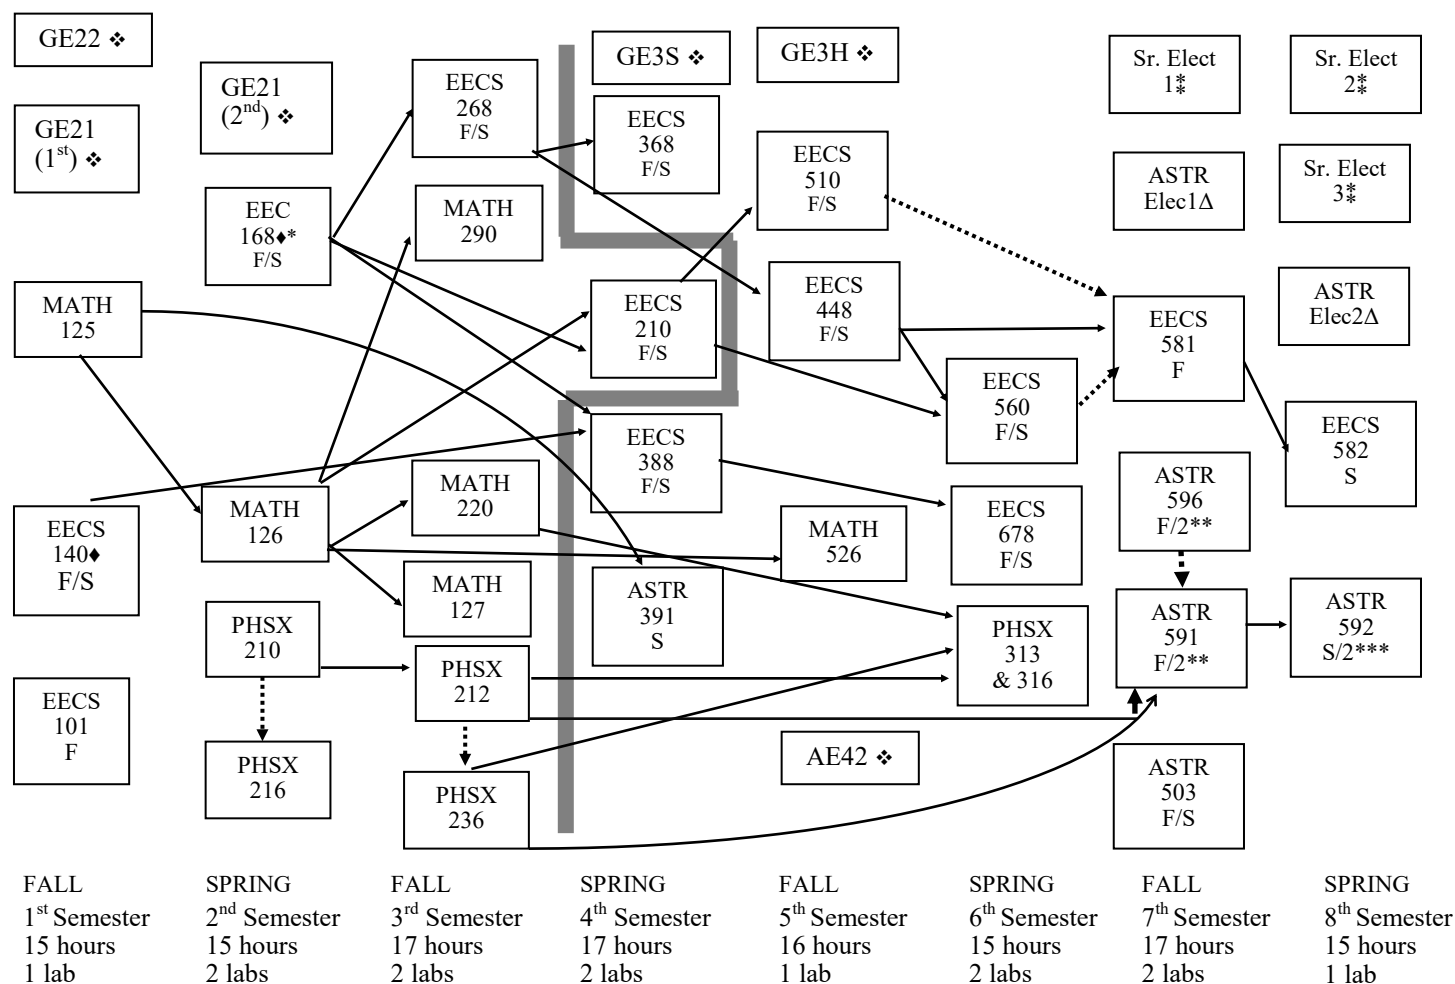 GE22 ❖
GE21
(1st) ❖
MATH
125
EECS
140♦
F/S
EECS
101
F
GE21
(2nd) ❖
EEC
168♦*
F/S
MATH
126
PHSX
210
PHSX
216
EECS
268
F/S
MATH
290
MATH
220
MATH
127
PHSX
212
PHSX
236
GE3S ❖
EECS
368
F/S
EECS
210
F/S
EECS
388
F/S
ASTR
391
S
GE3H ❖
EECS
510
F/S
EECS
448
F/S
MATH
526
AE42 ❖
EECS
560
F/S
EECS
678
F/S
PHSX
313
& 316
Sr. Elect
1⁑
ASTR
Elec1Δ
EECS
581
F
ASTR
596
F/2**
ASTR
591
F/2**
ASTR
503
F/S
Sr. Elect
2⁑
Sr. Elect
3⁑
ASTR
Elec2Δ
EECS
582
S
ASTR
592
S/2***
FALL
1st Semester
15 hours
1 lab
SPRING
2nd Semester
15 hours
2 labs
FALL
3rd Semester
17 hours
2 labs
SPRING
4th Semester
17 hours
2 labs
FALL
5th Semester
16 hours
1 lab
SPRING
6th Semester
15 hours
2 labs
FALL
7th Semester
17 hours
2 labs
SPRING
8th Semester
15 hours
1 lab